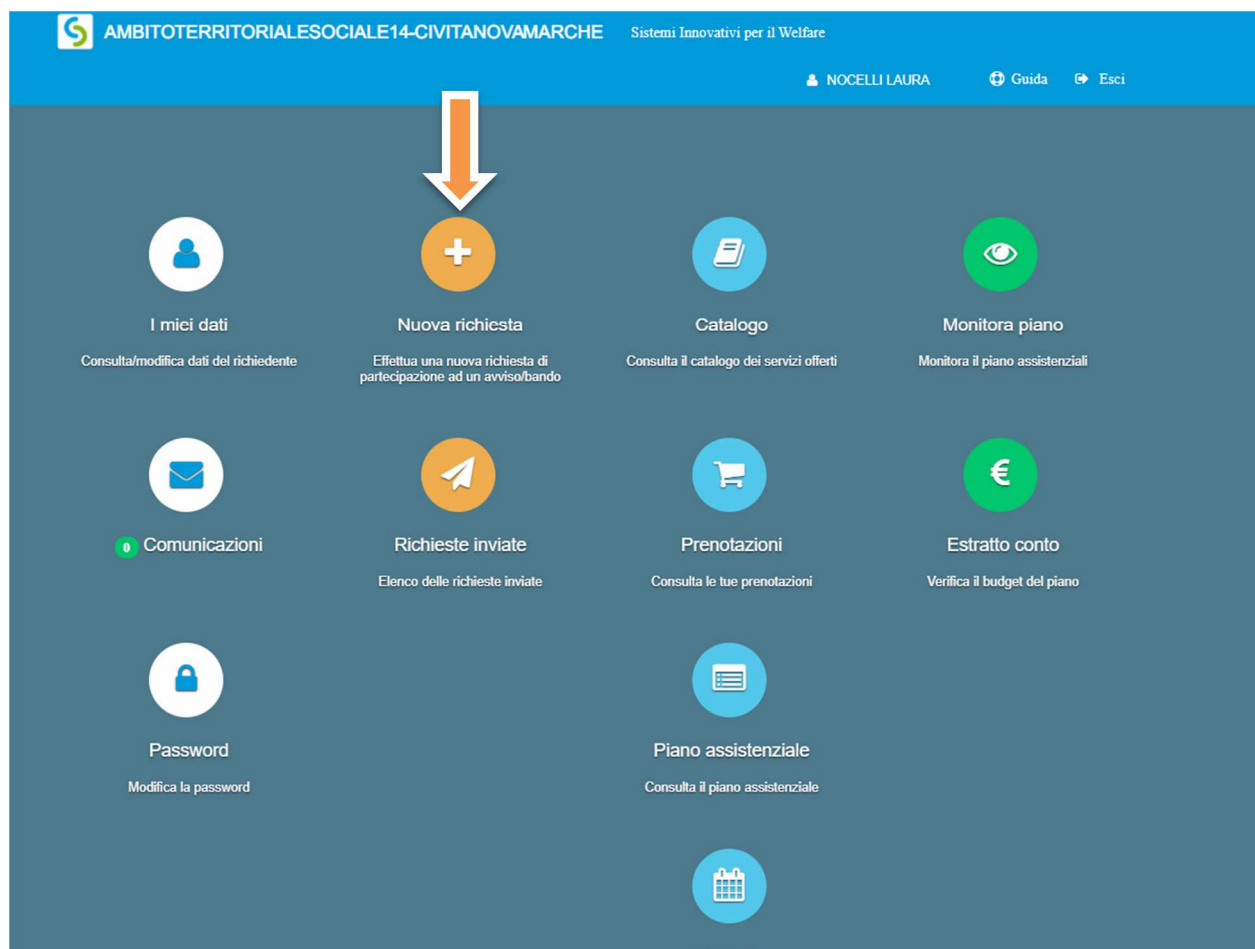 AMBITOTERRITORIALESOCIALE14-CIVITANOVAMARCHE Sistemi Innovativi per il Welfare
NOCELLI LAURA Guida Esci
I miei dati
Consulta/modifica dati del richiedente
Nuova richiesta
Effettua una nuova richiesta di
partecipazione ad un avviso/bando
Catalogo
Consulta il catalogo dei servizi offerti
Monitora piano
Monitora il piano assistenziali
0 Comunicazioni
Richieste inviate
Elenco delle richieste inviate
Prenotazioni
Consulta le tue prenotazioni
€
Estratto conto
Verifica il budget del piano
Password
Modifica la password
Piano assistenziale
Consulta il piano assistenziale